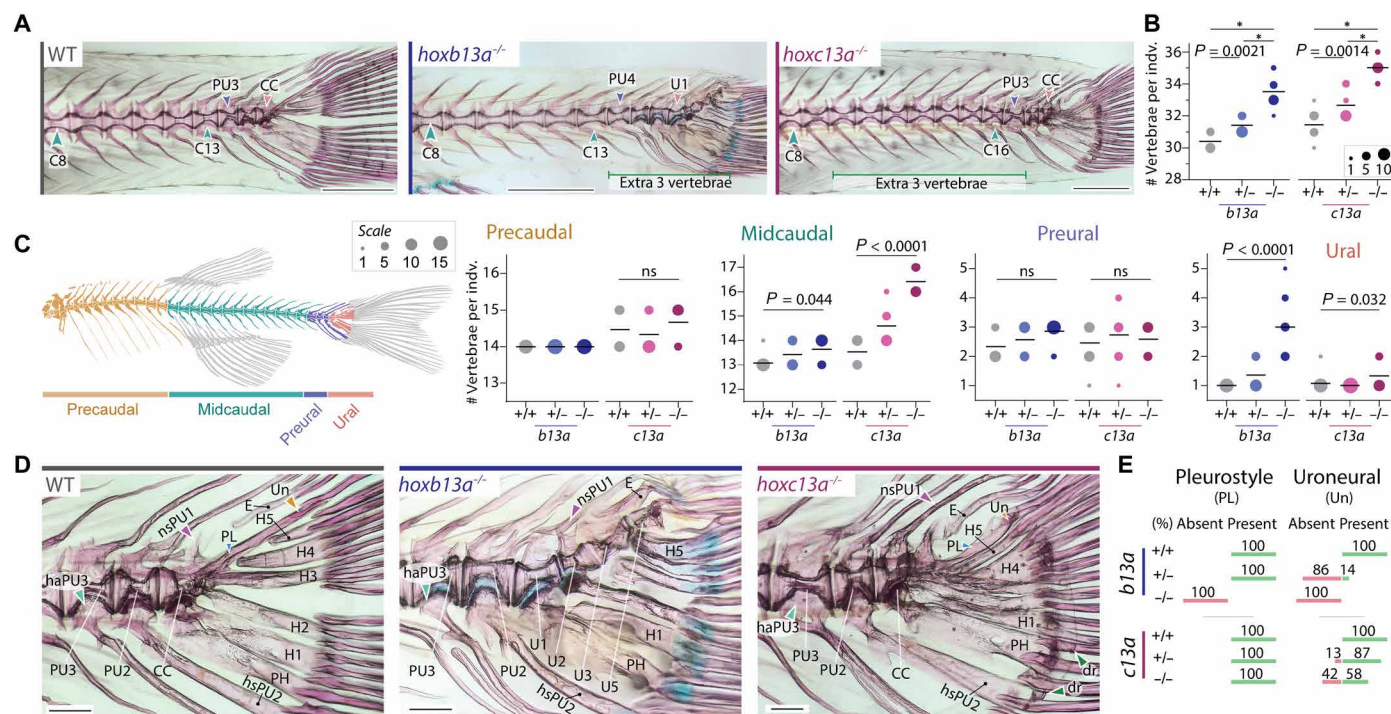 A
WT
PU3
CC
C8
C13
hoxb13a-/-
PU4
U1
C8
C13
Extra 3 vertebrae
hoxc13a-/-
PU3
CC
C8
C16
Extra 3 vertebrae
B
# Vertebrae per indv.
36
34
32
30
28
*
*
P = 0.0021
*
*
P = 0.0014
1 5 10
+/+ +/– –/– +/+ +/– –/–
b13a c13a
C
Scale
1 5 10 15
Precaudal
Midcaudal
Preural
Ural
Precaudal
# Vertebrae per indv.
16
15
14
13
ns
+/+ +/– –/– +/+ +/– –/–
b13a c13a
Midcaudal
P < 0.0001
17
16
15
14
13
12
P = 0.044
+/+ +/– –/– +/+ +/– –/–
b13a c13a
Preural
5
4
3
2
1
ns
ns
+/+ +/– –/– +/+ +/– –/–
b13a c13a
Ural
P < 0.0001
5
4
3
2
1
P = 0.032
+/+ +/– –/– +/+ +/– –/–
b13a c13a
D
WT
nsPU1
E
Un
H5
PL
H4
H3
haPU3
H2
H1
PH
PU3
PU2
CC
hsPU2
hoxb13a-/-
nsPU1
E
H5
haPU3
H1
PH
PU3
PU2
U1
U2
U3
U5
hsPU2
hoxc13a-/-
nsPU1
E
Un
H5
PL
H4
haPU3
PU3
PU2
CC
PH
hsPU2
dr
dr
E
Pleurostyle
(PL)
Uroneural
(Un)
(%) Absent Present Absent Present
b13a
+/+ 100 100
+/– 100 86 14
–/– 100 100
c13a
+/+ 100 100
+/– 100 13 87
–/– 100 42 58